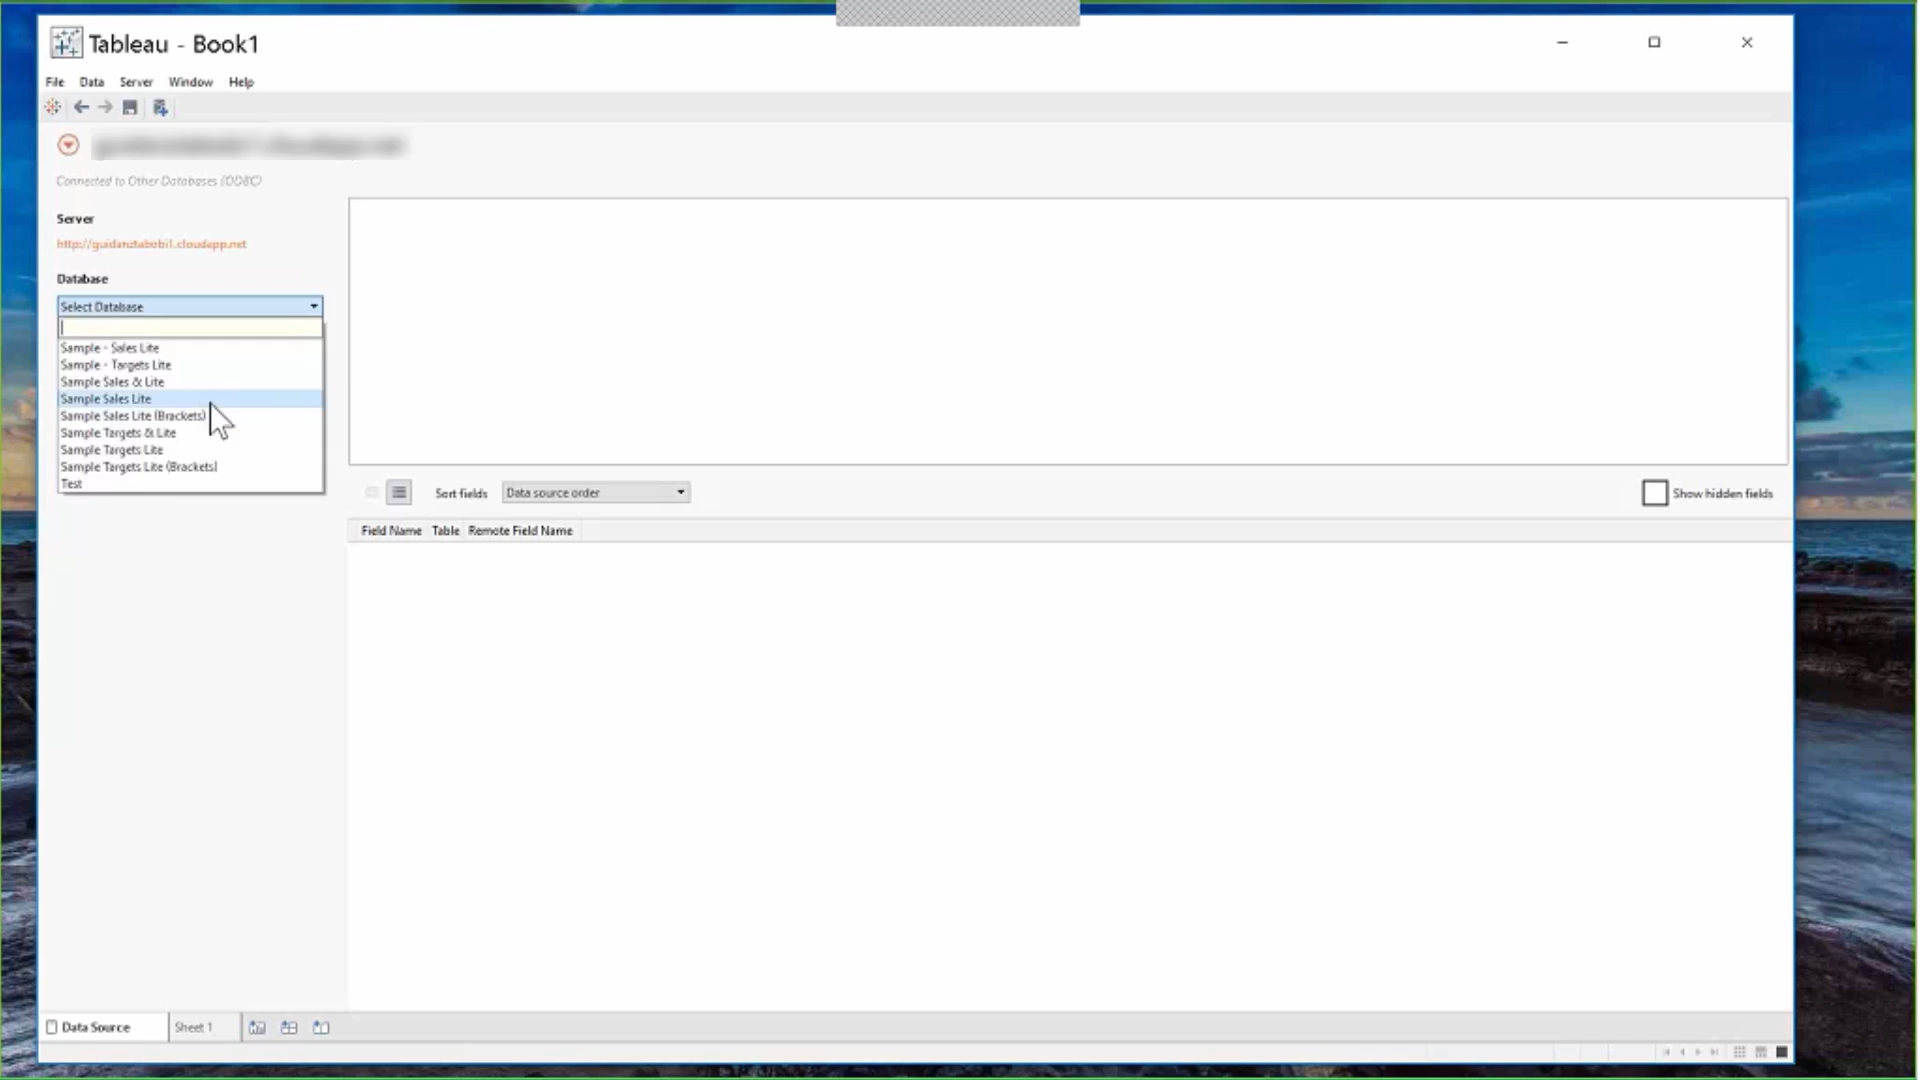 Tableau - Book1
File Data Server Window Help
Connected to Other Databases (ODBC)
Server
http://guidanztabobi1.cloudapp.net
Database
Select Database
Sample - Sales Lite
Sample - Targets Lite
Sample Sales & Lite
Sample Sales Lite
Sample Sales Lite (Brackets)
Sample Targets & Lite
Sample Targets Lite
Sample Targets Lite (Brackets)
Test
Sort fields Data source order Show hidden fields
Field Name Table Remote Field Name
Data Source Sheet 1